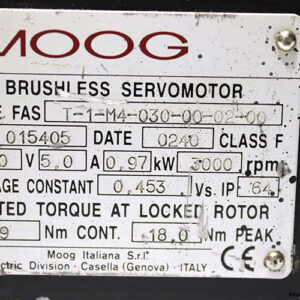 MOOG
BRUSHLESS SERVOMOTOR
E FAS T-1-M4-030-00-02-00
015405 DATE 0240 CLASS F
0 V 5,0 A 0,97 kW 3000 rpm
AGE CONSTANT 0,453 Vs. IP 64
TED TORQUE AT LOCKED ROTOR
9 Nm CONT. 18.0 Nm PEAK
Moog Italiana S.r.l.
ctric Division - Casella (Genova) - ITALY
CE